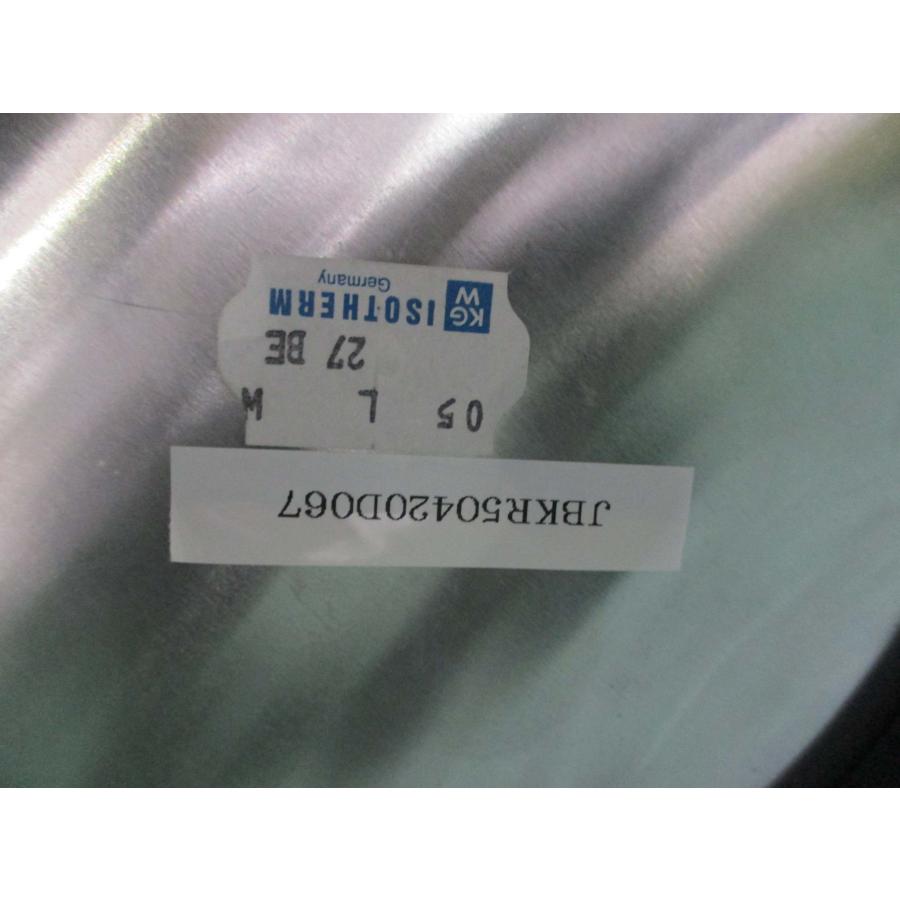 KG
W
ISOTHERM
Germany
27 BE
05 L W
JBKR50420D067